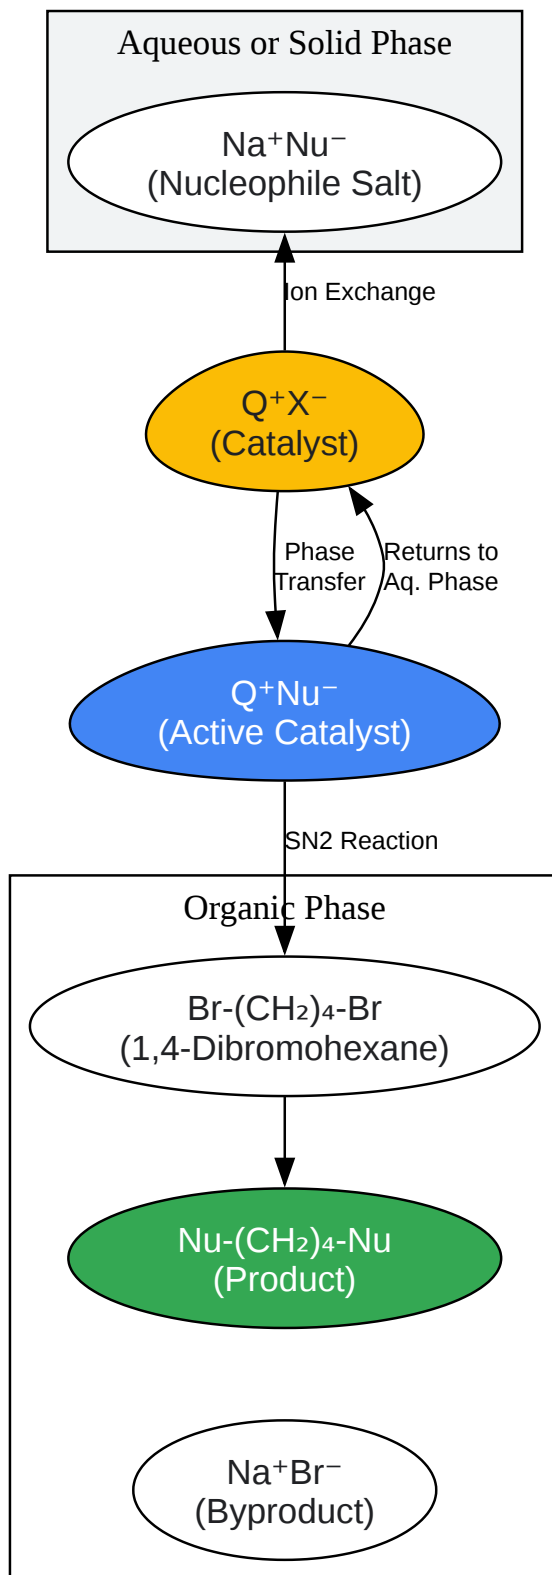 Aqueous or Solid Phase
Na⁺Nu⁻
(Nucleophile Salt)
Ion Exchange
Q⁺X⁻
(Catalyst)
Phase
Transfer
Returns to
Aq. Phase
Q⁺Nu⁻
(Active Catalyst)
SN2 Reaction
Organic Phase
Br-(CH₂)₄-Br
(1,4-Dibromohexane)
Nu-(CH₂)₄-Nu
(Product)
Na⁺Br⁻
(Byproduct)